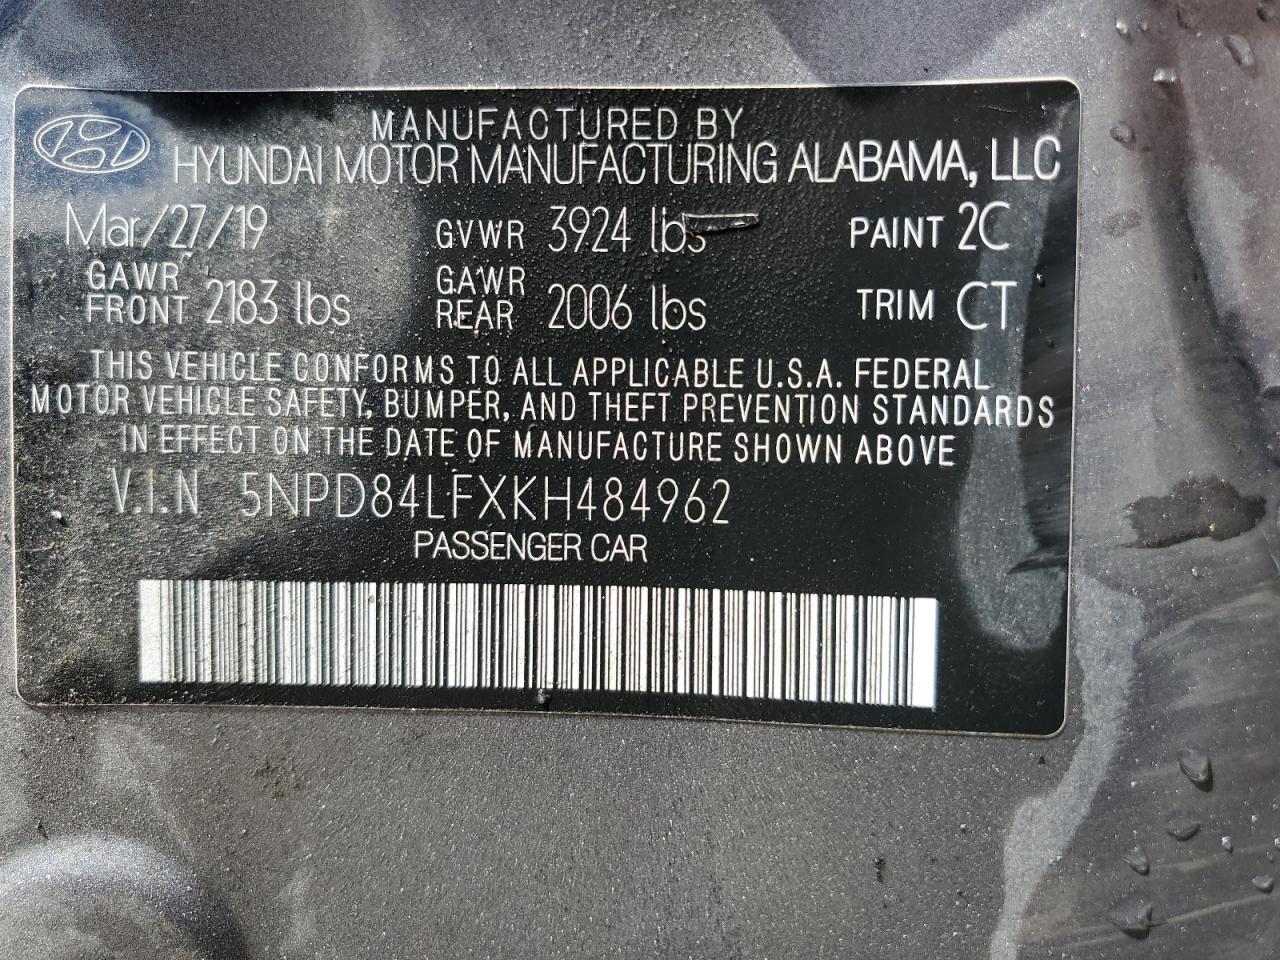 MANUFACTURED BY
HYUNDAI MOTOR MANUFACTURING ALABAMA, LLC
Mar/27/19 GVWR 3924 lbs PAINT 2C
GAWR FRONT 2183 lbs GAWR REAR 2006 lbs TRIM CT
THIS VEHICLE CONFORMS TO ALL APPLICABLE U.S.A. FEDERAL
MOTOR VEHICLE SAFETY, BUMPER, AND THEFT PREVENTION STANDARDS
IN EFFECT ON THE DATE OF MANUFACTURE SHOWN ABOVE
V.I.N 5NPD84LFXKH484962
PASSENGER CAR